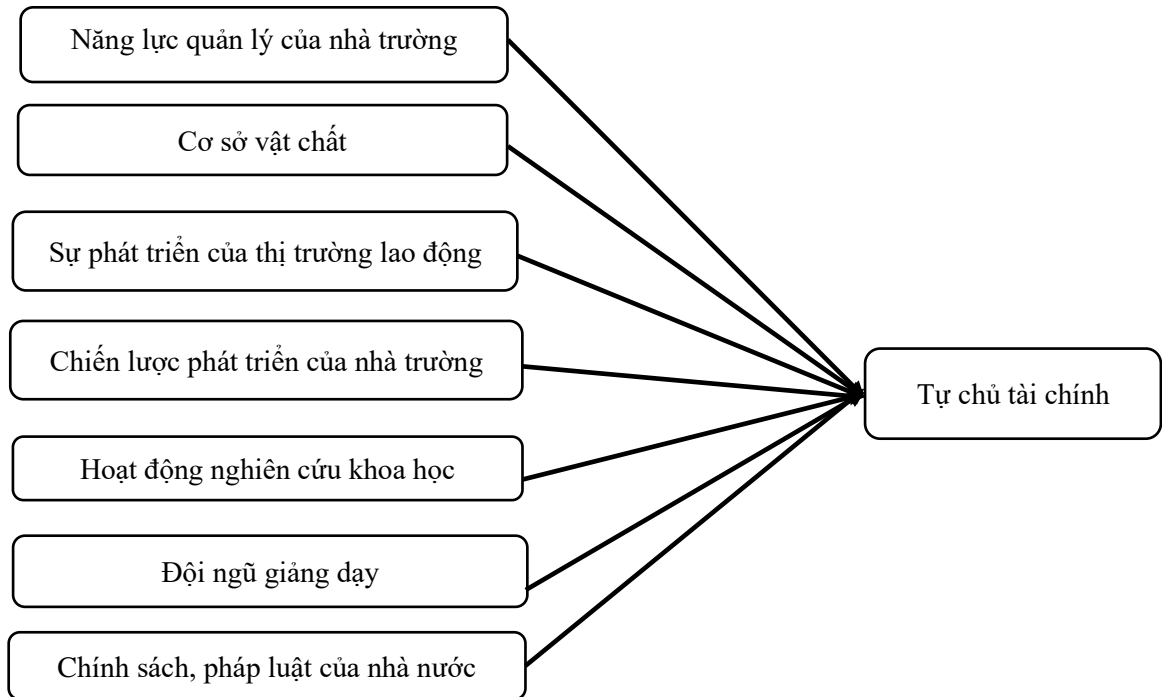 Năng lực quản lý của nhà trường
Cơ sở vật chất
Sự phát triển của thị trường lao động
Chiến lược phát triển của nhà trường
Tự chủ tài chính
Hoạt động nghiên cứu khoa học
Đội ngũ giảng dạy
Chính sách, pháp luật của nhà nước